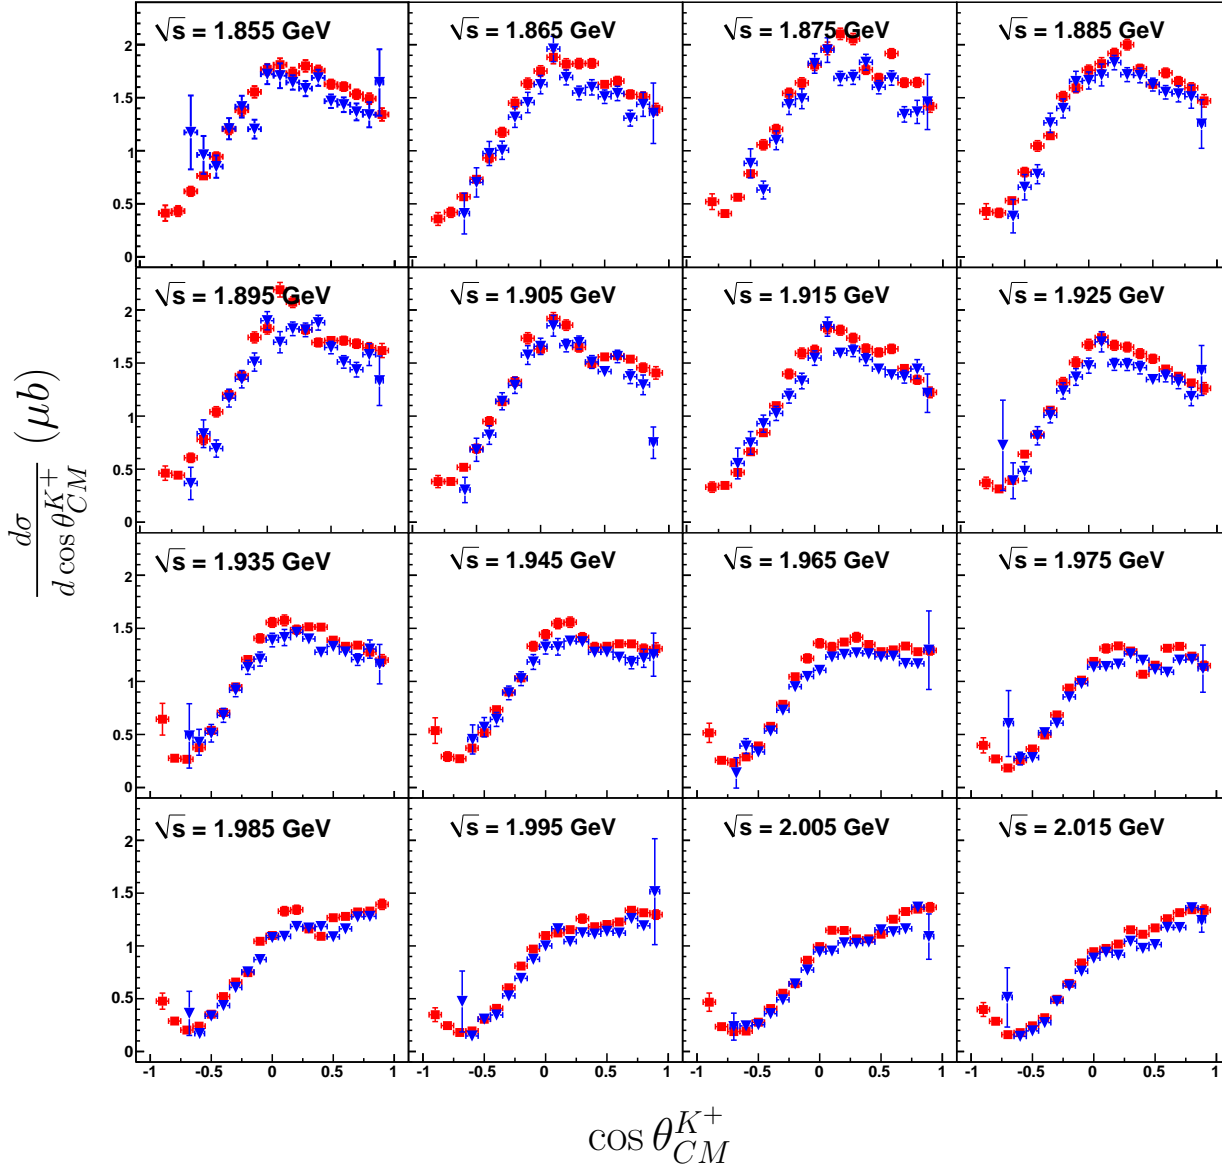 √s = 1.855 GeV √s = 1.865 GeV √s = 1.875 GeV √s = 1.885 GeV
2
1.5
1
0.5
0
√s = 1.895 GeV √s = 1.905 GeV √s = 1.915 GeV √s = 1.925 GeV
2
1.5
1
0.5
0
√s = 1.935 GeV √s = 1.945 GeV √s = 1.965 GeV √s = 1.975 GeV
2
1.5
1
0.5
0
√s = 1.985 GeV √s = 1.995 GeV √s = 2.005 GeV √s = 2.015 GeV
2
1.5
1
0.5
0
-1 -0.5 0 0.5 1 -1 -0.5 0 0.5 1 -1 -0.5 0 0.5 1 -1 -0.5 0 0.5 1
dσ / d cos θ_{CM}^{K^+} (μb)
cos θ_{CM}^{K^+}